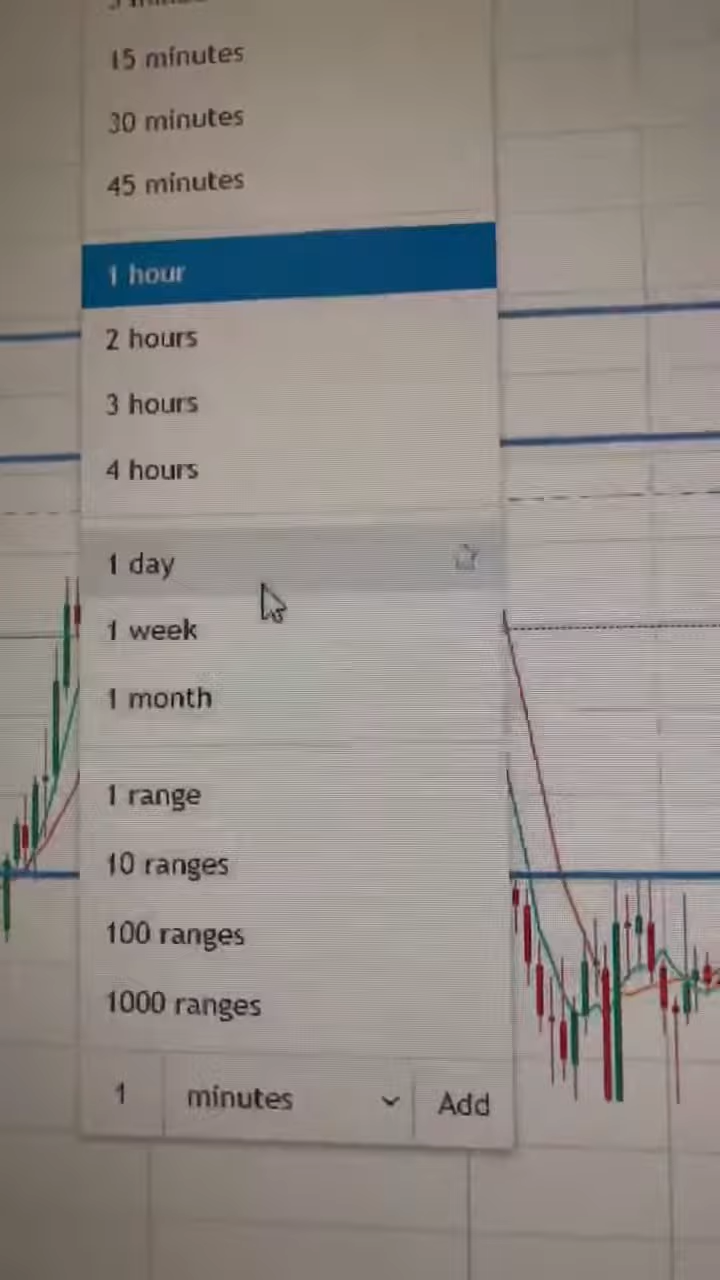 15 minutes
30 minutes
45 minutes
1 hour
2 hours
3 hours
4 hours
1 day
1 week
1 month
1 range
10 ranges
100 ranges
1000 ranges
1 minutes Add